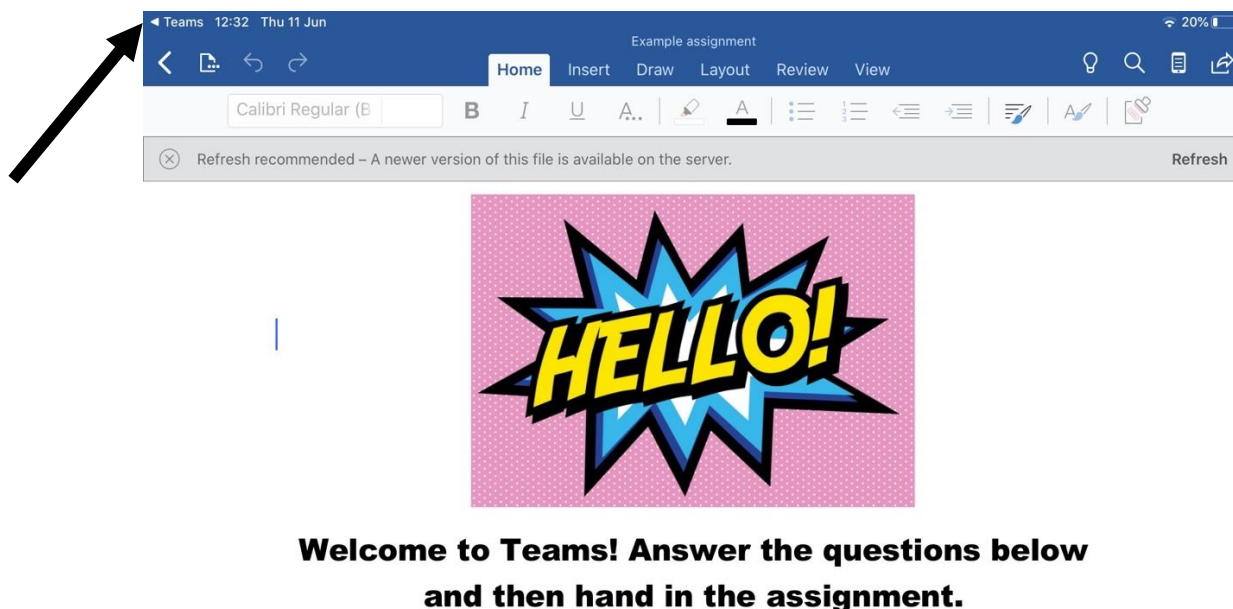 ◄ Teams 12:32 Thu 11 Jun 20%
Example assignment
Home Insert Draw Layout Review View
Calibri Regular (B B I U A.. A
Refresh recommended – A newer version of this file is available on the server. Refresh
HELLO!
Welcome to Teams! Answer the questions below
and then hand in the assignment.